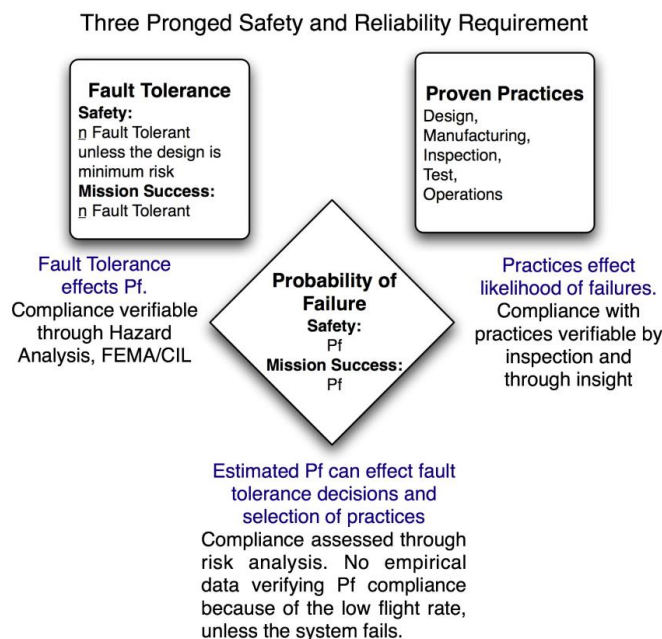 Three Pronged Safety and Reliability Requirement
Fault Tolerance
Safety:
n Fault Tolerant
unless the design is
minimum risk
Mission Success:
n Fault Tolerant
Proven Practices
Design,
Manufacturing,
Inspection,
Test,
Operations
Fault Tolerance
effects Pf.
Compliance verifiable
through Hazard
Analysis, FEMA/CIL
Probability of
Failure
Safety:
Pf
Mission Success:
Pf
Practices effect
likelihood of failures.
Compliance with
practices verifiable by
inspection and
through insight
Estimated Pf can effect fault
tolerance decisions and
selection of practices
Compliance assessed through
risk analysis. No empirical
data verifying Pf compliance
because of the low flight rate,
unless the system fails.